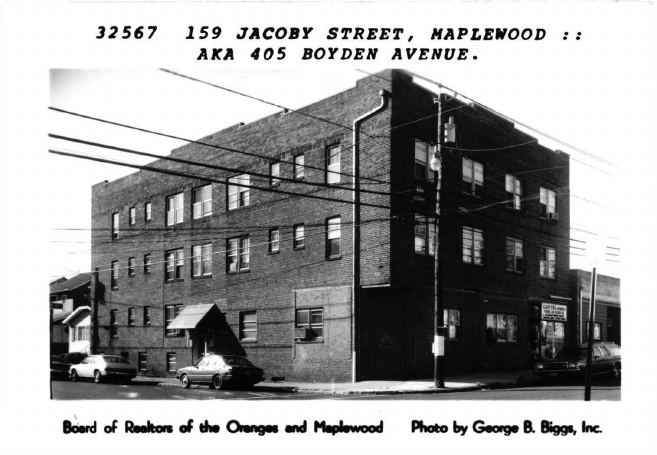 32567 159 JACOBY STREET, MAPLEWOOD ::
AKA 405 BOYDEN AVENUE.
CAPITOL
Board of Realtors of the Oranges and Maplewood Photo by George B. Biggs, Inc.